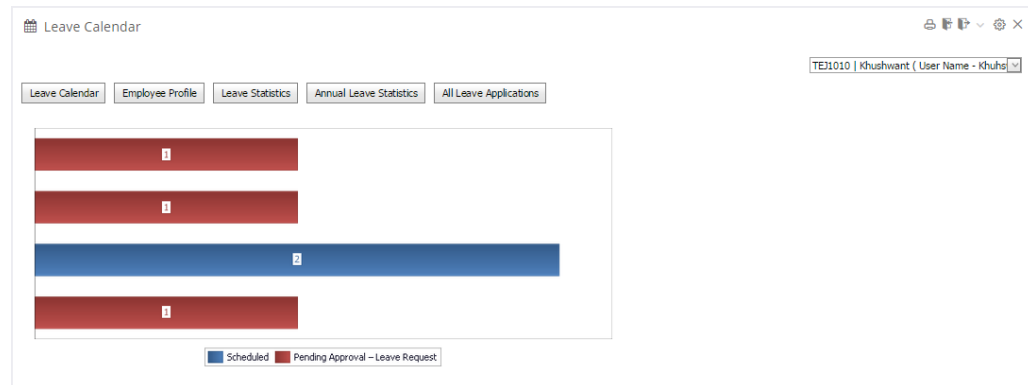 Leave Calendar
TEJ1010 | Khushwant ( User Name - Khuhs
Leave Calendar Employee Profile Leave Statistics Annual Leave Statistics All Leave Applications
1
1
2
1
Scheduled Pending Approval – Leave Request